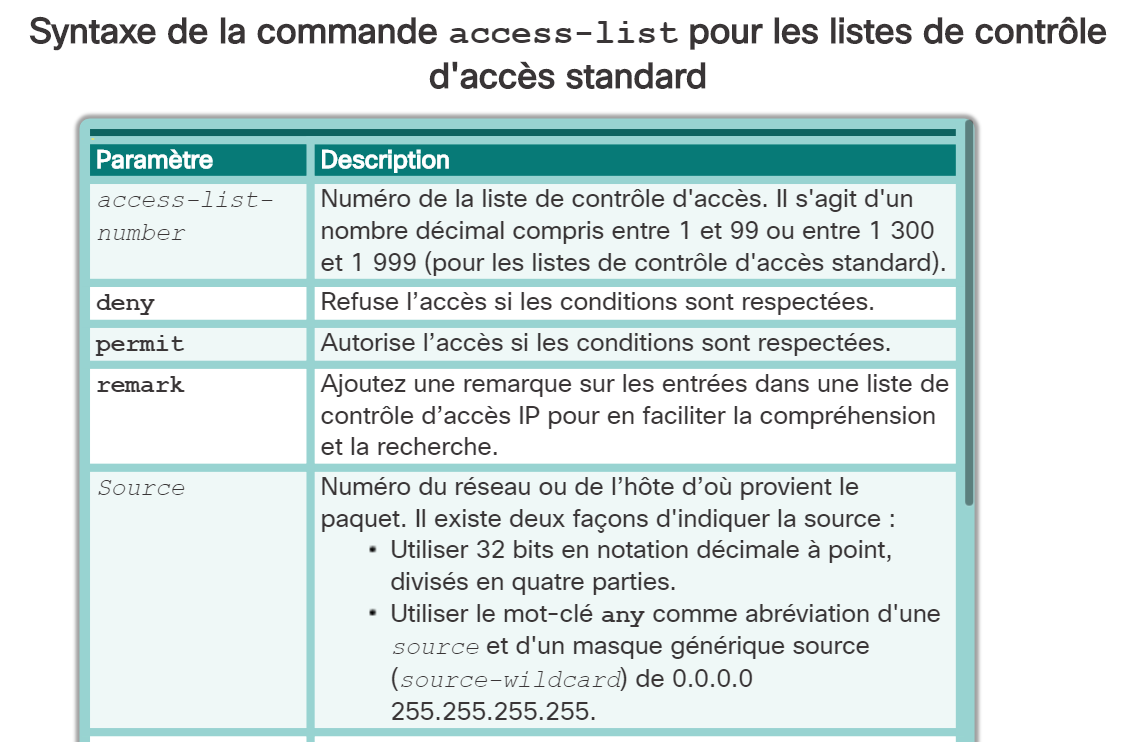 Syntaxe de la commande access-list pour les listes de contrôle
d'accès standard
Paramètre
Description
access-list-
number
Numéro de la liste de contrôle d'accès. Il s'agit d'un
nombre décimal compris entre 1 et 99 ou entre 1 300
et 1 999 (pour les listes de contrôle d'accès standard).
deny
Refuse l’accès si les conditions sont respectées.
permit
Autorise l’accès si les conditions sont respectées.
remark
Ajoutez une remarque sur les entrées dans une liste de
contrôle d’accès IP pour en faciliter la compréhension
et la recherche.
Source
Numéro du réseau ou de l’hôte d’où provient le
paquet. Il existe deux façons d'indiquer la source :
• Utiliser 32 bits en notation décimale à point,
divisés en quatre parties.
• Utiliser le mot-clé any comme abréviation d'une
source et d'un masque générique source
(source-wildcard) de 0.0.0.0
255.255.255.255.